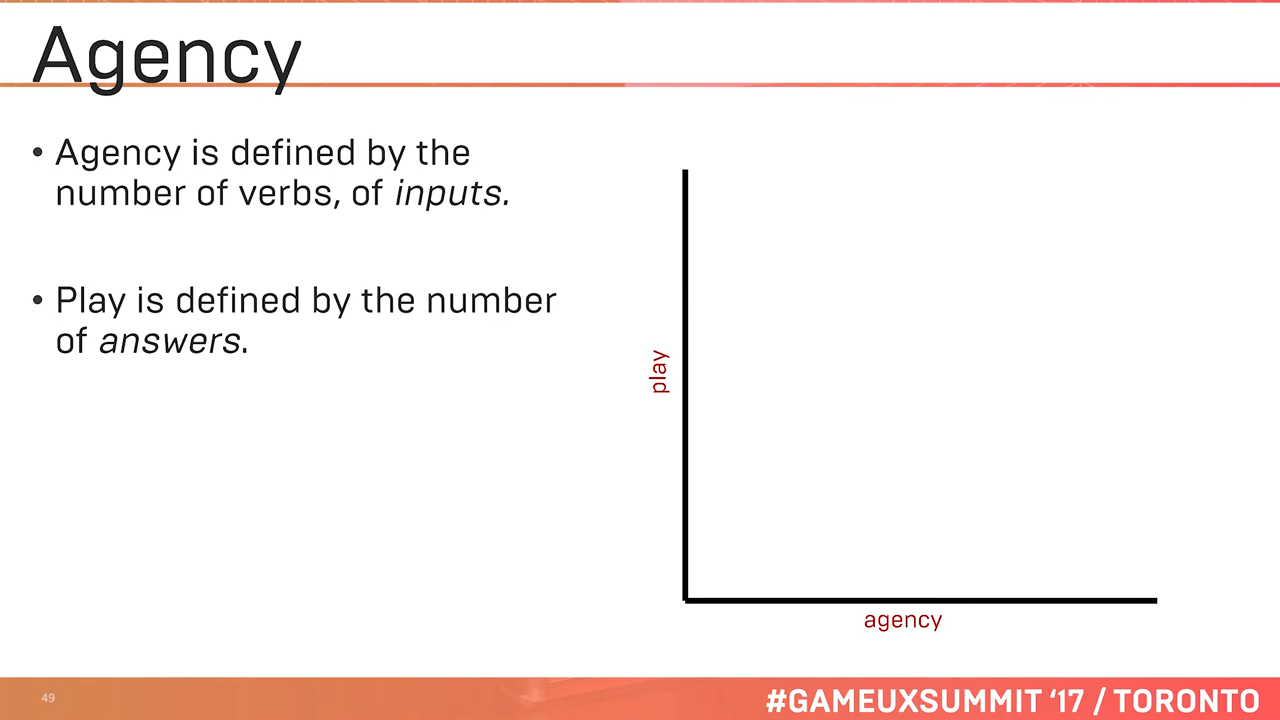 Agency
• Agency is defined by the
number of verbs, of inputs.
• Play is defined by the number
of answers.
play
agency
49
#GAMEUXSUMMIT ‘17 / TORONTO